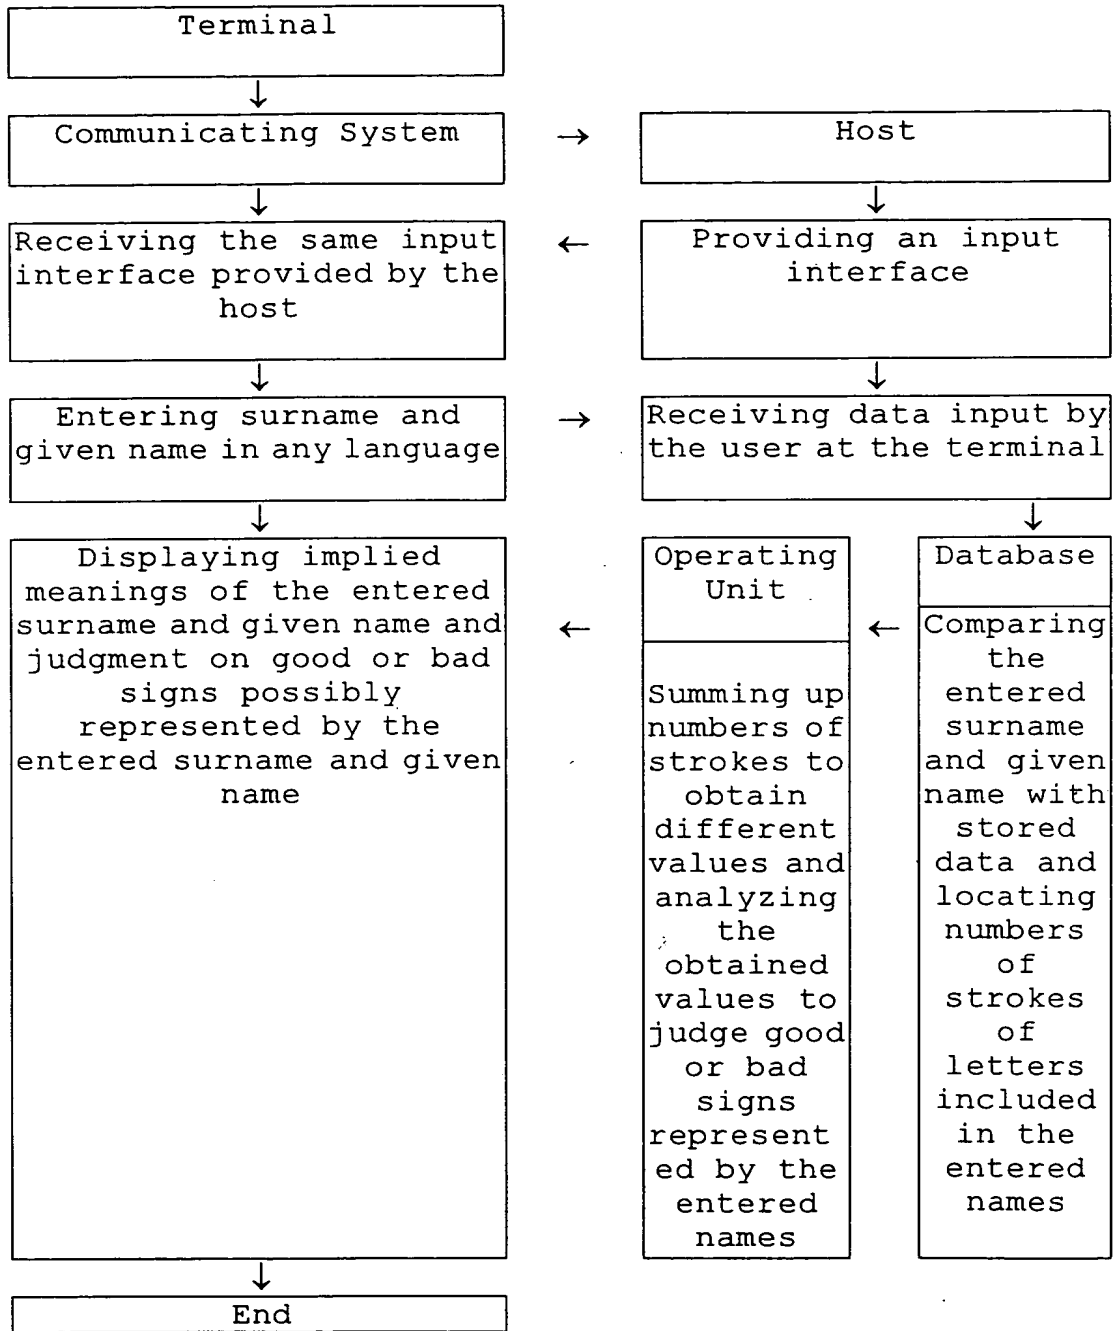 Terminal
↓
Communicating System
→
Host
↓
↓
Receiving the same input
interface provided by the
host
←
Providing an input
interface
↓
↓
Entering surname and
given name in any language
→
Receiving data input by
the user at the terminal
↓
↓
Displaying implied
meanings of the entered
surname and given name and
judgment on good or bad
signs possibly
represented by the
entered surname and given
name
←
Operating
Unit
Summing up
numbers of
strokes to
obtain
different
values and
analyzing
the
obtained
values to
judge good
or bad
signs
represent
ed by the
entered
names
←
Database
Comparing
the
entered
surname
and given
name with
stored
data and
locating
numbers
of
strokes
of
letters
included
in the
entered
names
↓
End